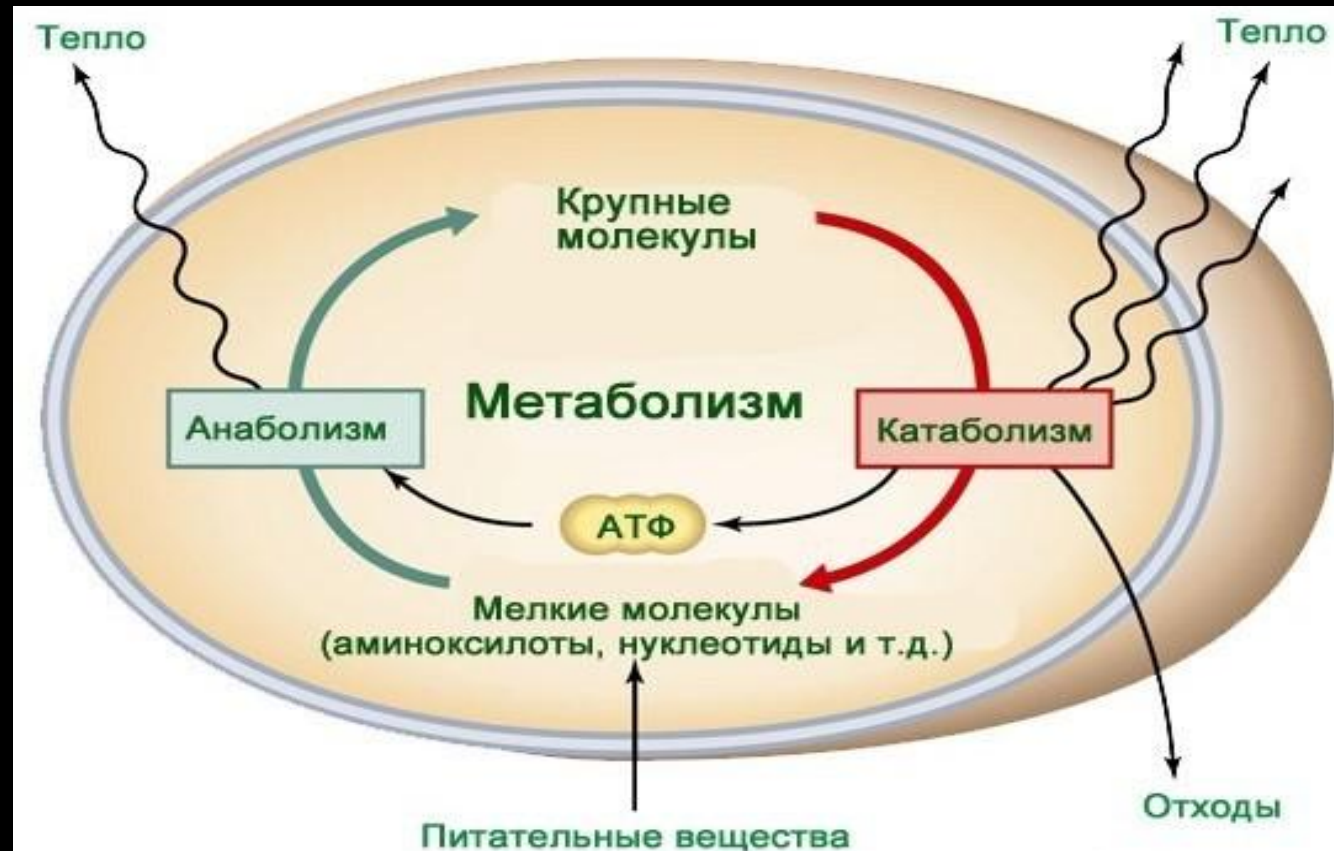 Тепло
Тепло
Крупные
молекулы
Метаболизм
Анаболизм
Катаболизм
АТФ
Мелкие молекулы
(аминоксилоты, нуклеотиды и т.д.)
Питательные вещества
Отходы